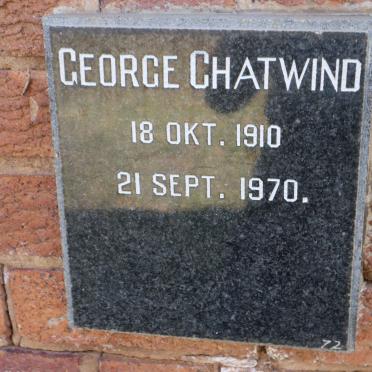 GEORGE CHATWIND
18 OKT. 1910
21 SEPT. 1970.
72